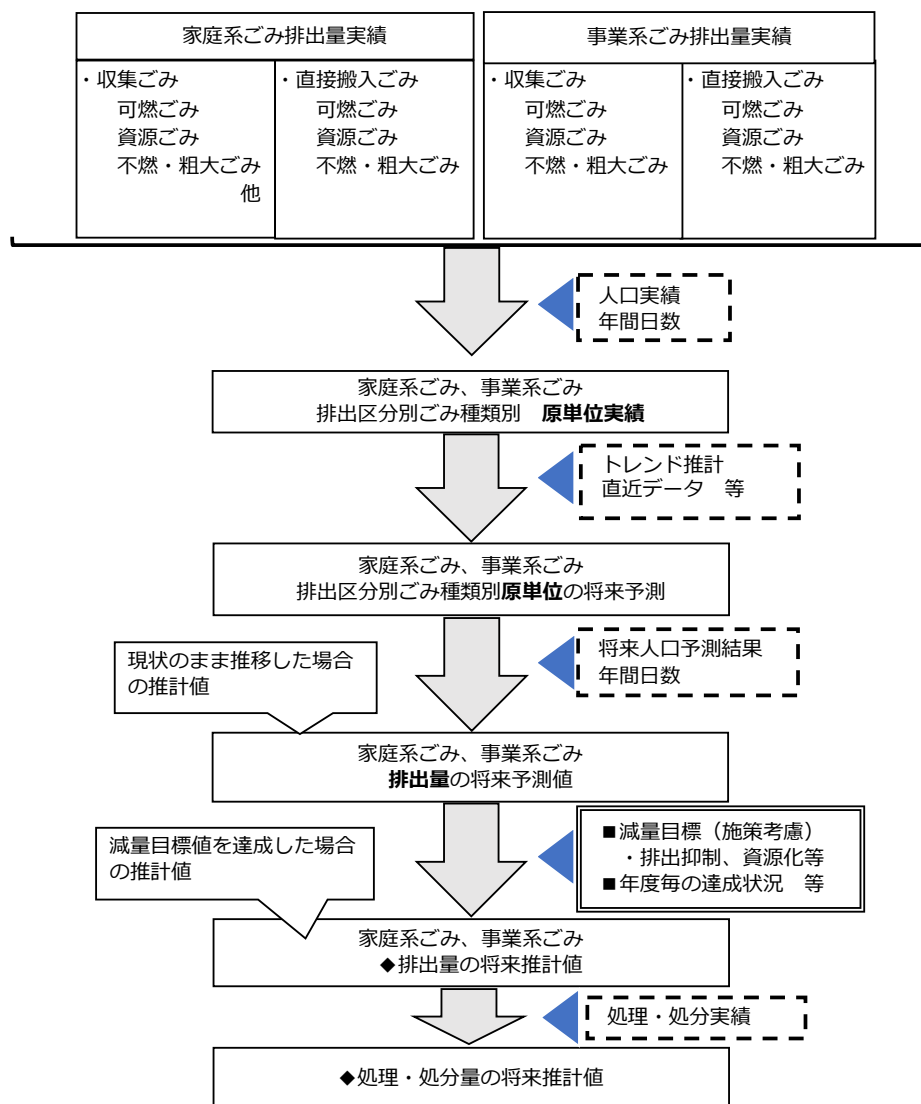 家庭系ごみ排出量実績
・収集ごみ
可燃ごみ
資源ごみ
不燃・粗大ごみ
他
・直接搬入ごみ
可燃ごみ
資源ごみ
不燃・粗大ごみ
事業系ごみ排出量実績
・収集ごみ
可燃ごみ
資源ごみ
不燃・粗大ごみ
・直接搬入ごみ
可燃ごみ
資源ごみ
不燃・粗大ごみ
人口実績
年間日数
家庭系ごみ、事業系ごみ
排出区分別ごみ種類別　原単位実績
トレンド推計
直近データ　等
家庭系ごみ、事業系ごみ
排出区分別ごみ種類別原単位の将来予測
将来人口予測結果
年間日数
現状のまま推移した場合
の推計値
家庭系ごみ、事業系ごみ
排出量の将来予測値
■減量目標（施策考慮）
・排出抑制、資源化等
■年度毎の達成状況　等
減量目標値を達成した場合
の推計値
家庭系ごみ、事業系ごみ
◆排出量の将来推計値
処理・処分実績
◆処理・処分量の将来推計値